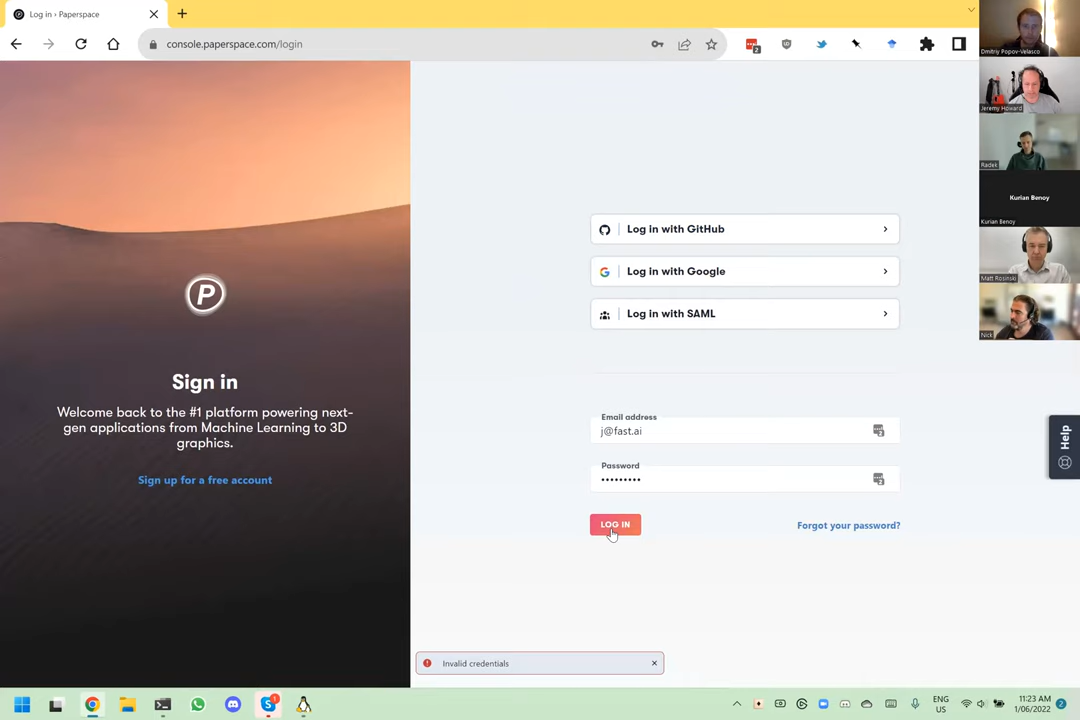 Log in › Paperspace
console.paperspace.com/login
2
P
Sign in
Welcome back to the #1 platform powering next-
gen applications from Machine Learning to 3D
graphics.
Sign up for a free account
Log in with GitHub
Log in with Google
Log in with SAML
Email address
j@fast.ai
Password
•••••••••
LOG IN
Forgot your password?
Invalid credentials
Help
Dmitriy Popov-Velasco
Jeremy Howard
Radek
Kurian Benoy
Kurian Benoy
Matt Rosinski
Nick
1
ENG
US
11:23 AM
1/06/2022
2